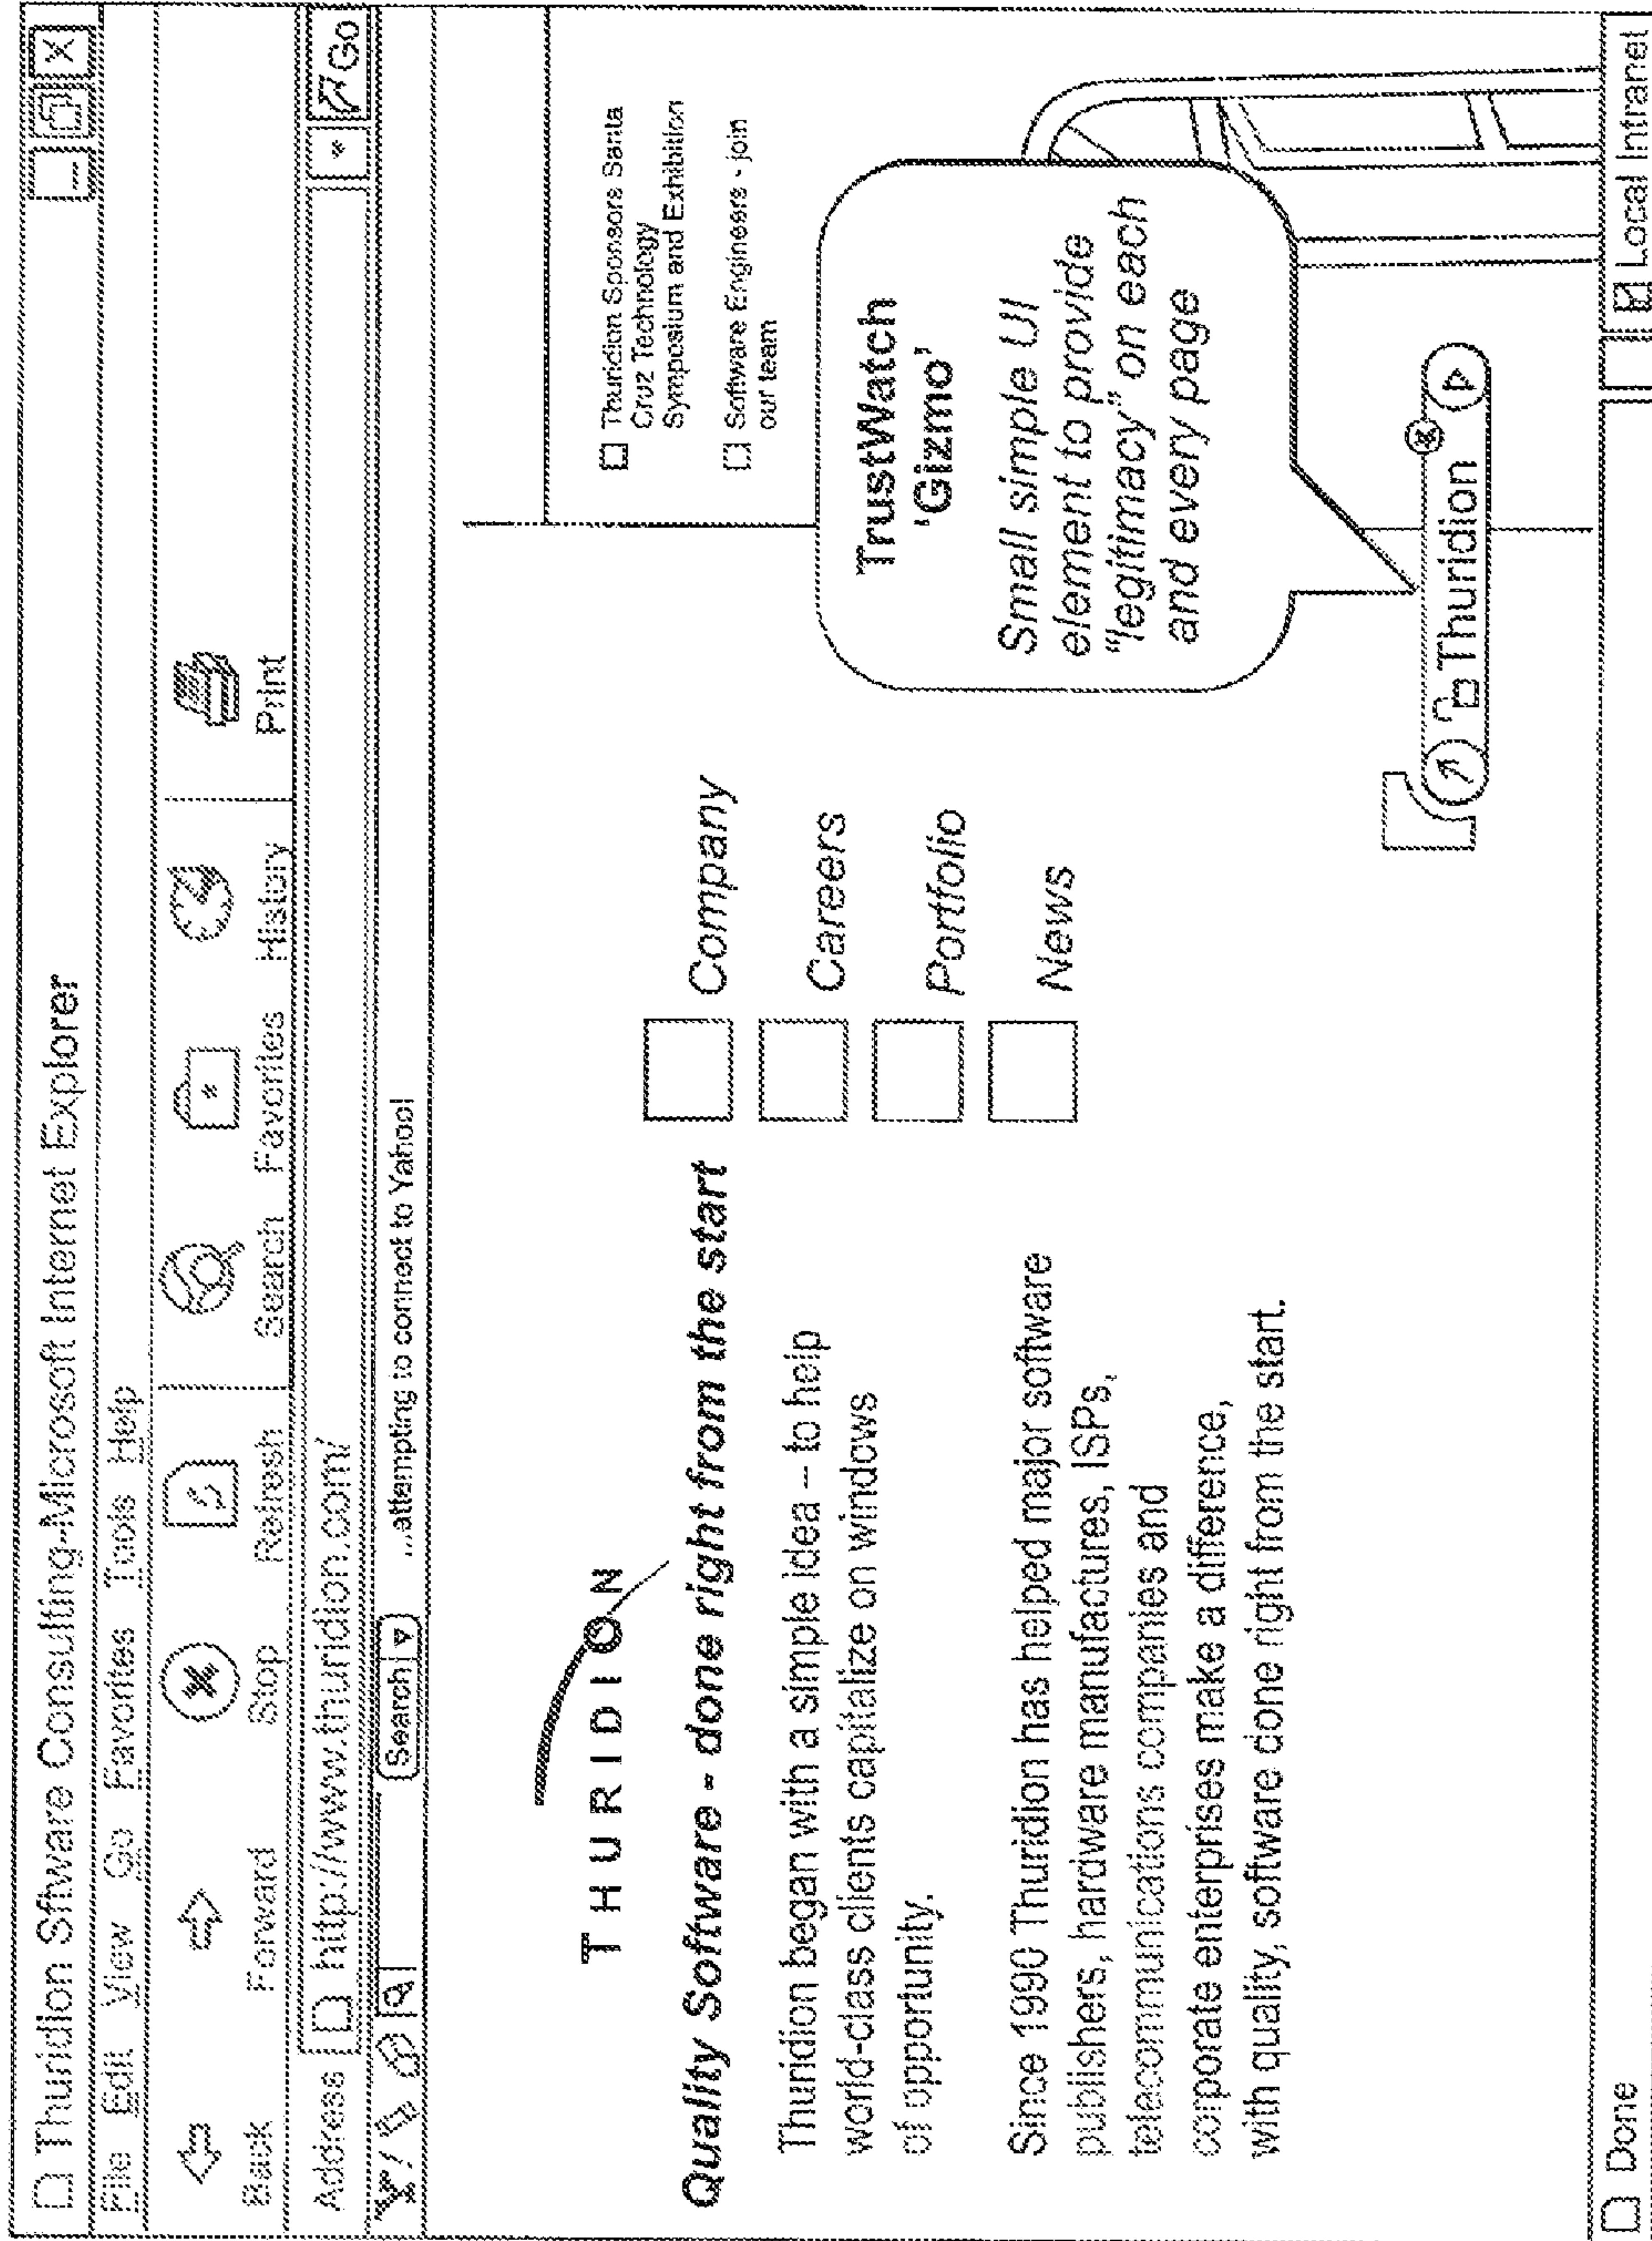 Thuridion Sftware Consulting-Microsoft Internet Explorer
File Edit View Go Favorites Tools Help
Back Forward Stop Refresh Search Favorites History Print
Address http://www.thuridion.com/ Go
Y! Search ...attempting to connect to Yahoo!
THURIDION
Quality Software - done right from the start
Thuridion began with a simple idea – to help
world-class clients capitalize on windows
of opportunity.
Since 1990 Thuridion has helped major software
publishers, hardware manufactures, ISPs,
telecommunications companies and
corporate enterprises make a difference,
with quality, software done right from the start.
Company
Careers
Portfolio
News
Thuridion Sponsors Santa
Cruz Technology
Symposium and Exhibition
Software Engineers - join
our team
TrustWatch
'Gizmo'
Small simple UI
element to provide
"legitimacy" on each
and every page
Thuridion
Done Local Intranet